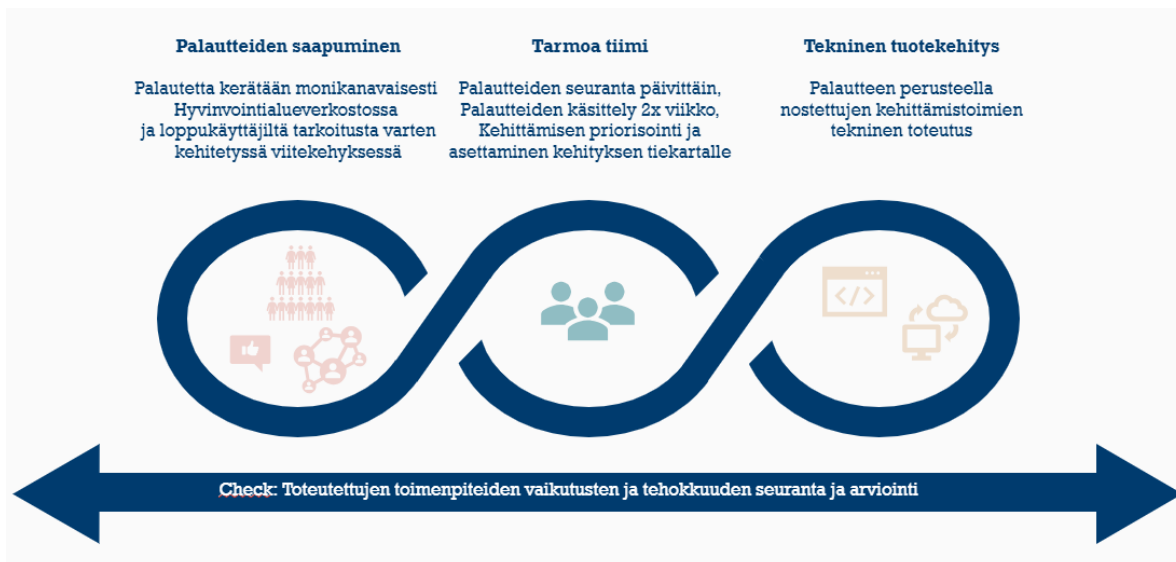 Palautteiden saapuminen
Palautetta kerätään monikanavaisesti
Hyvinvointialueverkostossa
ja loppukäyttäjiltä tarkoitusta varten
kehitetyssä viitekehyksessä
Tarmoa tiimi
Palautteiden seuranta päivittäin,
Palautteiden käsittely 2x viikko,
Kehittämisen priorisointi ja
asettaminen kehityksen tiekartalle
Tekninen tuotekehitys
Palautteen perusteella
nostettujen kehittämistoimien
tekninen toteutus
</>
Check: Toteutettujen toimenpiteiden vaikutusten ja tehokkuuden seuranta ja arviointi